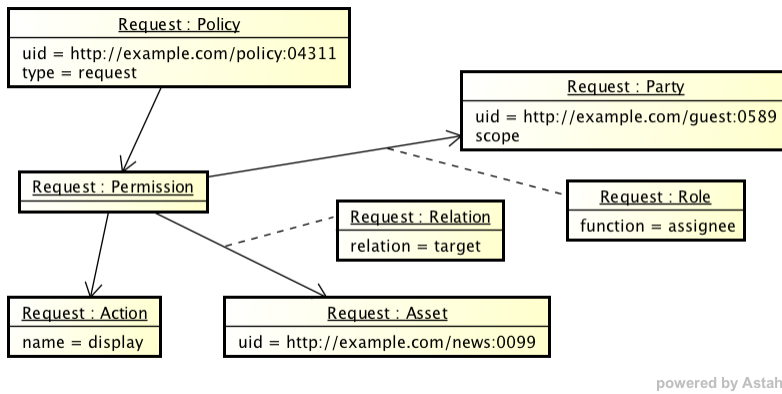 Request : Policy
uid = http://example.com/policy:04311
type = request
Request : Party
uid = http://example.com/guest:0589
scope
Request : Permission
Request : Role
function = assignee
Request : Relation
relation = target
Request : Action
name = display
Request : Asset
uid = http://example.com/news:0099
powered by Astah